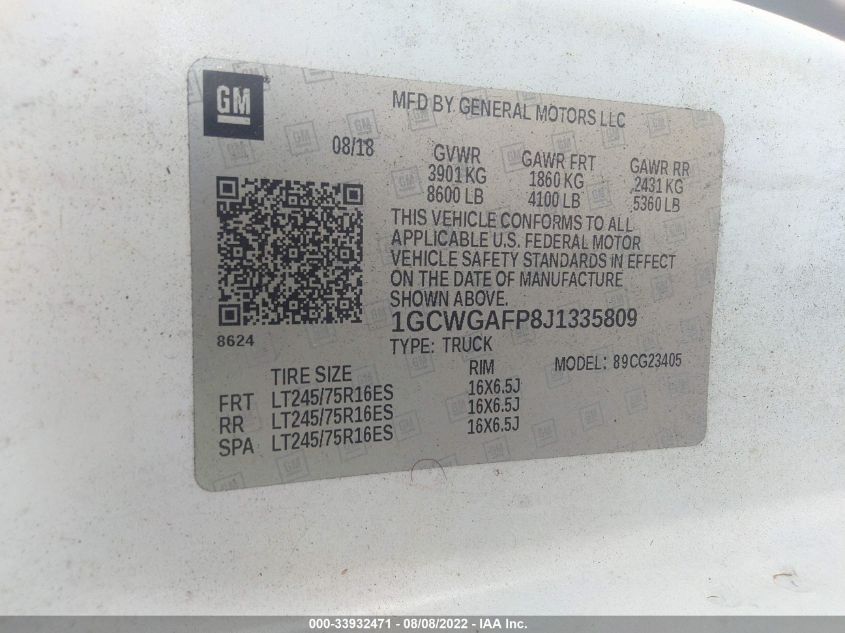 GM
MFD BY GENERAL MOTORS LLC
08/18
GVWR GAWR FRT GAWR RR
3901 KG 1860 KG 2431 KG
8600 LB 4100 LB 5360 LB
THIS VEHICLE CONFORMS TO ALL
APPLICABLE U.S. FEDERAL MOTOR
VEHICLE SAFETY STANDARDS IN EFFECT
ON THE DATE OF MANUFACTURE
SHOWN ABOVE.
1GCWGAFP8J1335809
8624
TYPE: TRUCK MODEL: 89CG23405
TIRE SIZE RIM
FRT LT245/75R16ES 16X6.5J
RR LT245/75R16ES 16X6.5J
SPA LT245/75R16ES 16X6.5J
000-33932471 - 08/08/2022 - IAA Inc.